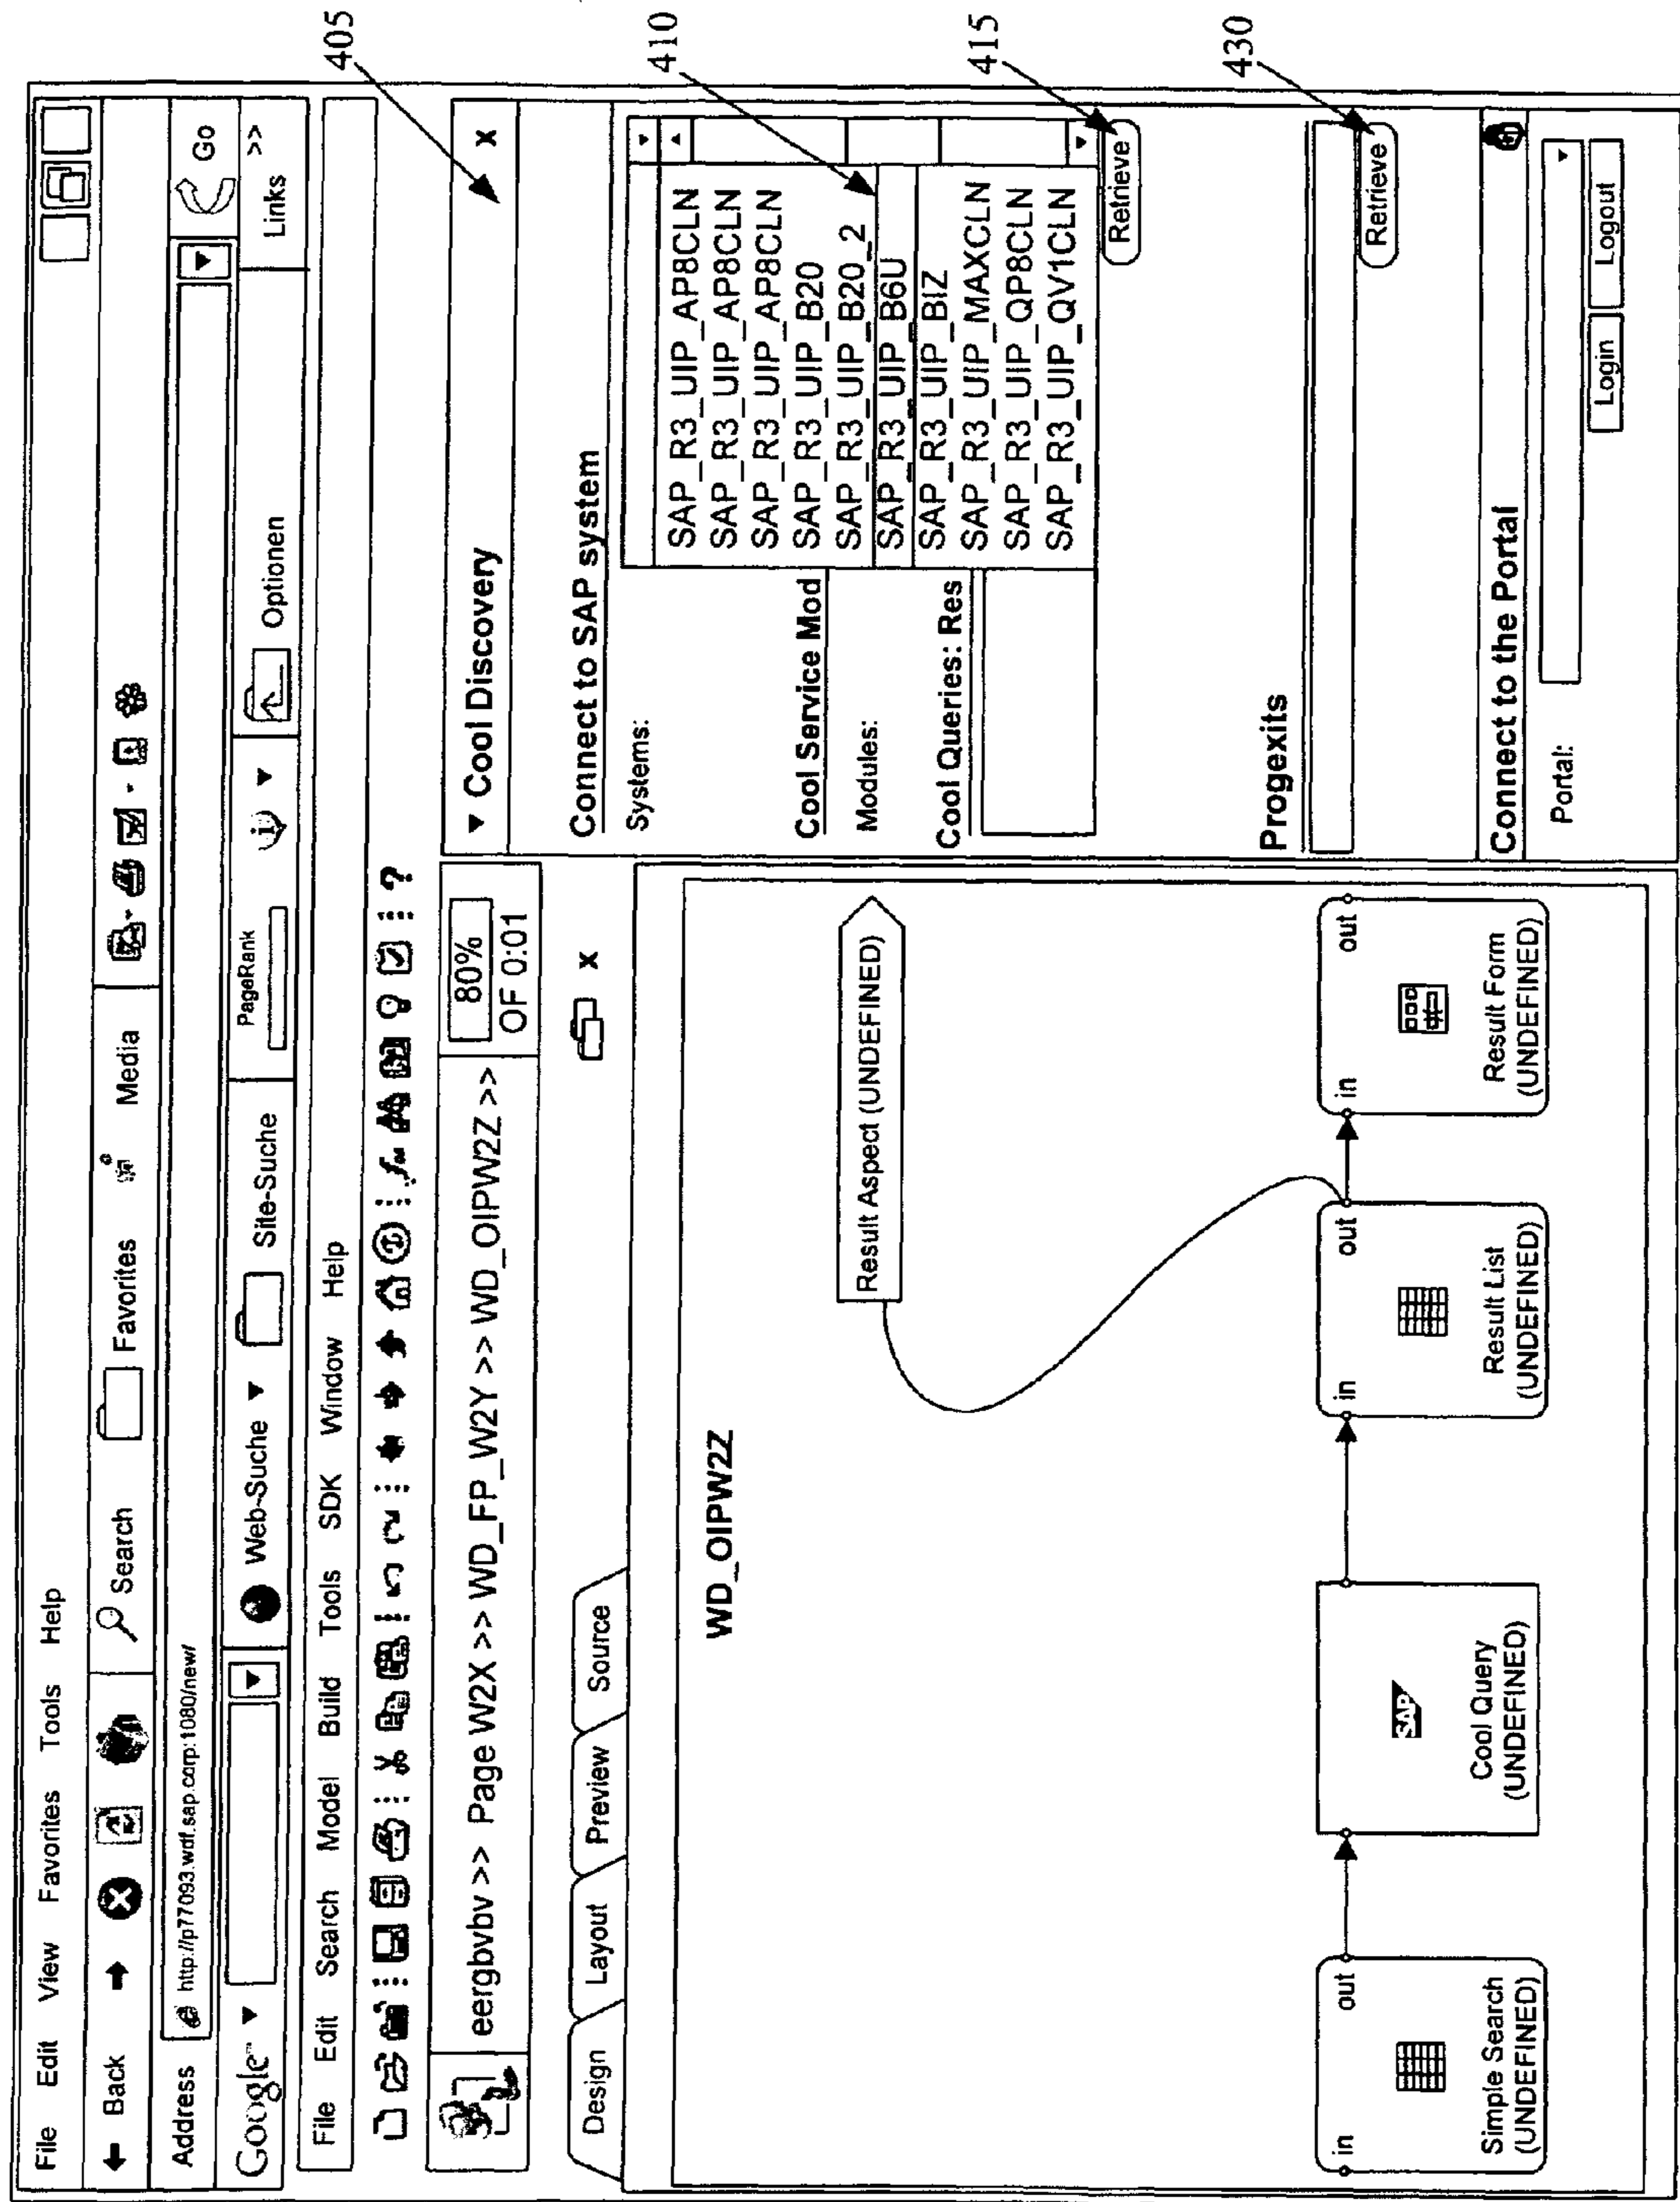 File Edit View Favorites Tools Help
Back Search Favorites Media
Address http://p77093.wdf.sap.corp:1080/new/ Go
Google Web-Suche Site-Suche PageRank Optionen Links >>
File Edit Search Model Build Tools SDK Window Help
eergbvbv >> Page W2X >> WD_FP_W2Y >> WD_OIPW2Z >>
80%
OF 0:01
Design Layout Preview Source
x
WD_OIPW2Z
Result Aspect (UNDEFINED)
in out
Simple Search
(UNDEFINED)
SAP
Cool Query
(UNDEFINED)
in out
Result List
(UNDEFINED)
in out
Result Form
(UNDEFINED)
Cool Discovery x
405
Connect to SAP system
Systems:
SAP_R3_UIP_AP8CLN
SAP_R3_UIP_AP8CLN
SAP_R3_UIP_AP8CLN
SAP_R3_UIP_B20
SAP_R3_UIP_B20_2
SAP_R3_UIP_B6U
SAP_R3_UIP_BIZ
SAP_R3_UIP_MAXCLN
SAP_R3_UIP_QP8CLN
SAP_R3_UIP_QV1CLN
410
Cool Service Mod
Modules:
Cool Queries: Res
Retrieve
415
Progexits
Retrieve
430
Connect to the Portal
Portal:
Login Logout